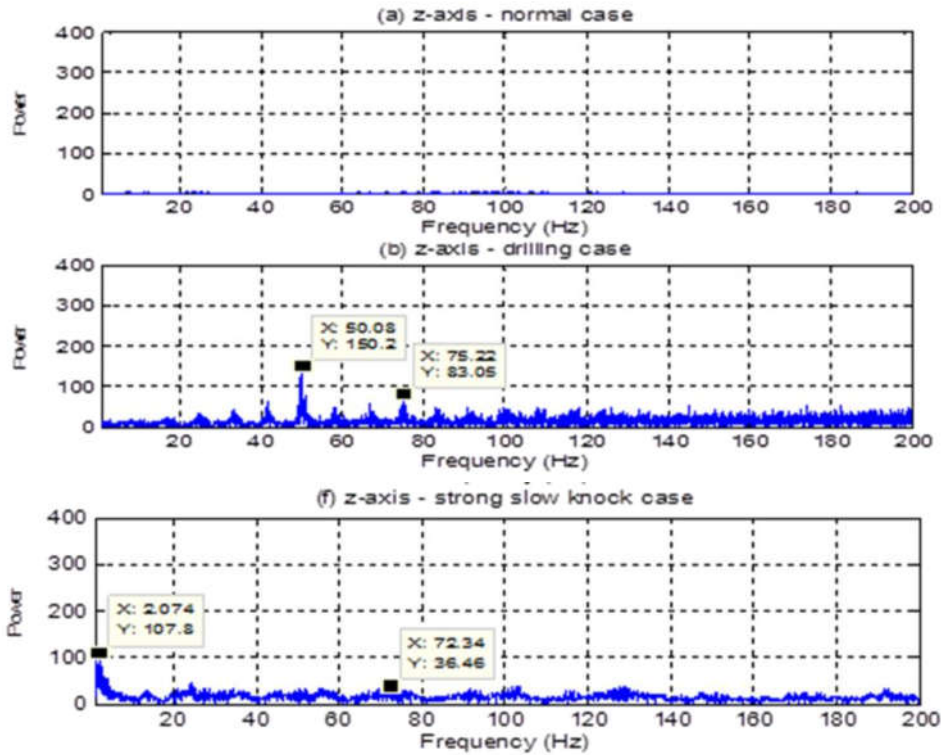 (a) z-axis - normal case
400
300
200
100
0
Power
20 40 60 80 100 120 140 160 180 200
Frequency (Hz)
(b) z-axis - drilling case
400
300
200
100
0
Power
X: 50.08
Y: 150.2
X: 75.22
Y: 83.05
20 40 60 80 100 120 140 160 180 200
Frequency (Hz)
(f) z-axis - strong slow knock case
400
300
200
100
0
Power
X: 2.074
Y: 107.8
X: 72.34
Y: 36.46
20 40 60 80 100 120 140 160 180 200
Frequency (Hz)